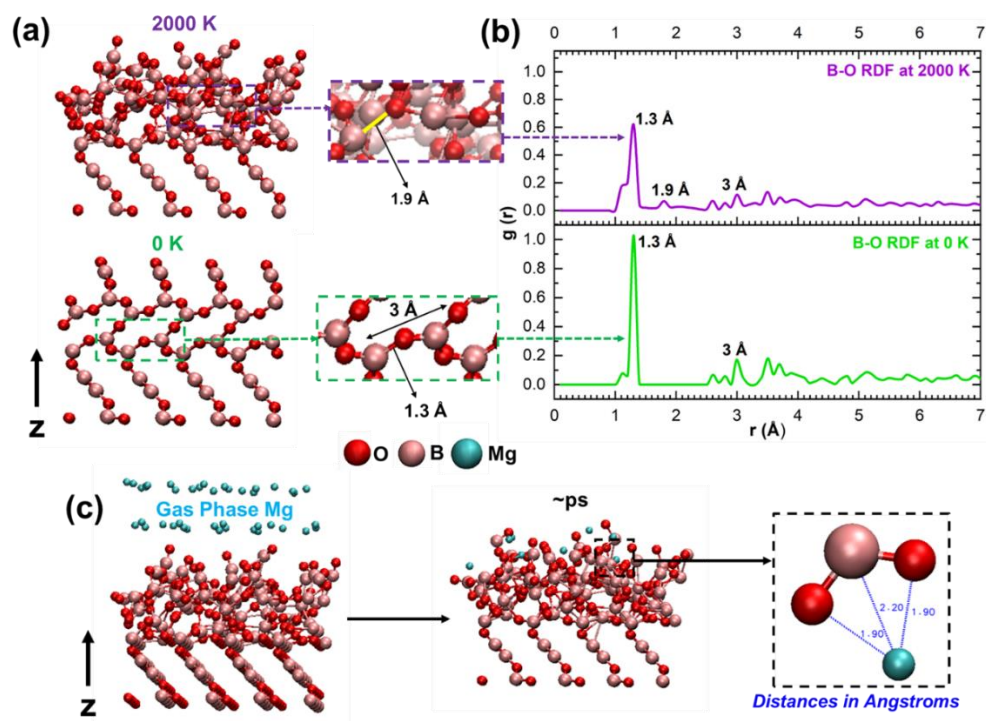 (a)
2000 K
1.9 Å
0 K
3 Å
1.3 Å
z
(b)
0 1 2 3 4 5 6 7
B-O RDF at 2000 K
1.0
0.8
0.6
0.4
0.2
0.0
1.3 Å
1.9 Å
3 Å
g (r)
B-O RDF at 0 K
1.0
0.8
0.6
0.4
0.2
0.0
1.3 Å
3 Å
0 1 2 3 4 5 6 7
r (Å)
O B Mg
(c)
Gas Phase Mg
z
~ps
2.20
1.90
1.90
Distances in Angstroms